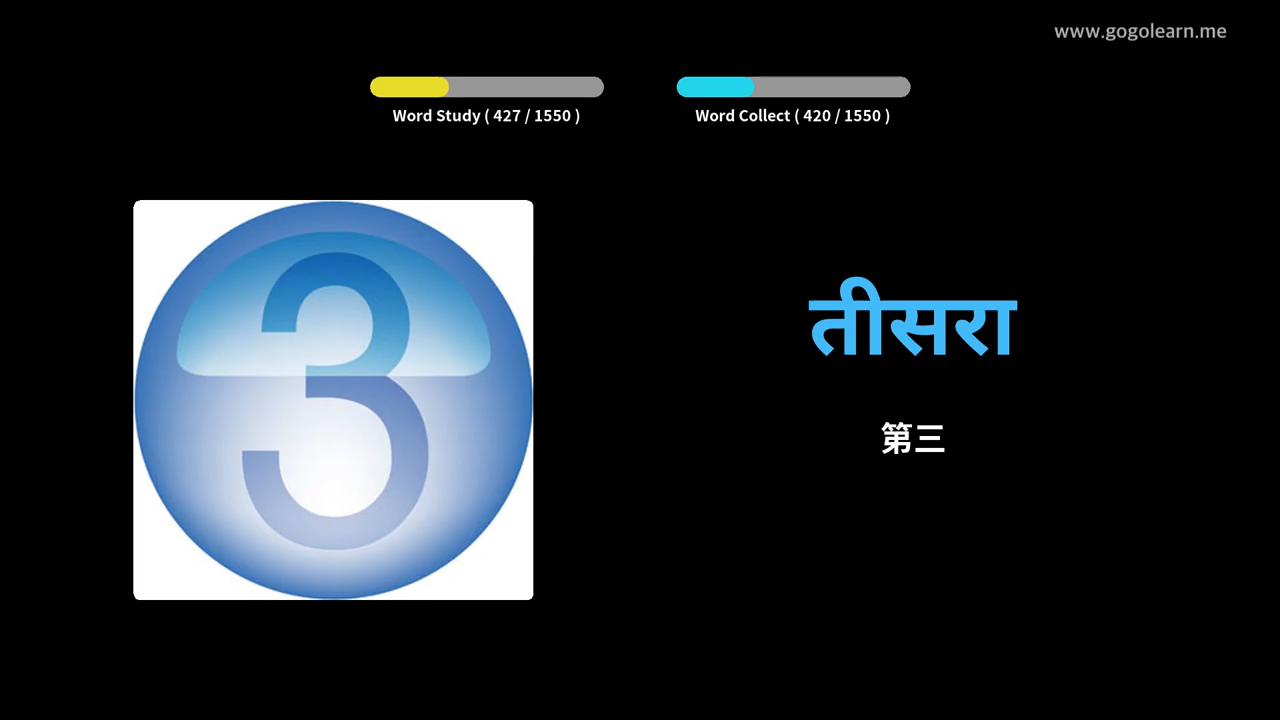 www.gogolearn.me
Word Study ( 427 / 1550 )
Word Collect ( 420 / 1550 )
3
तीसरा
第三